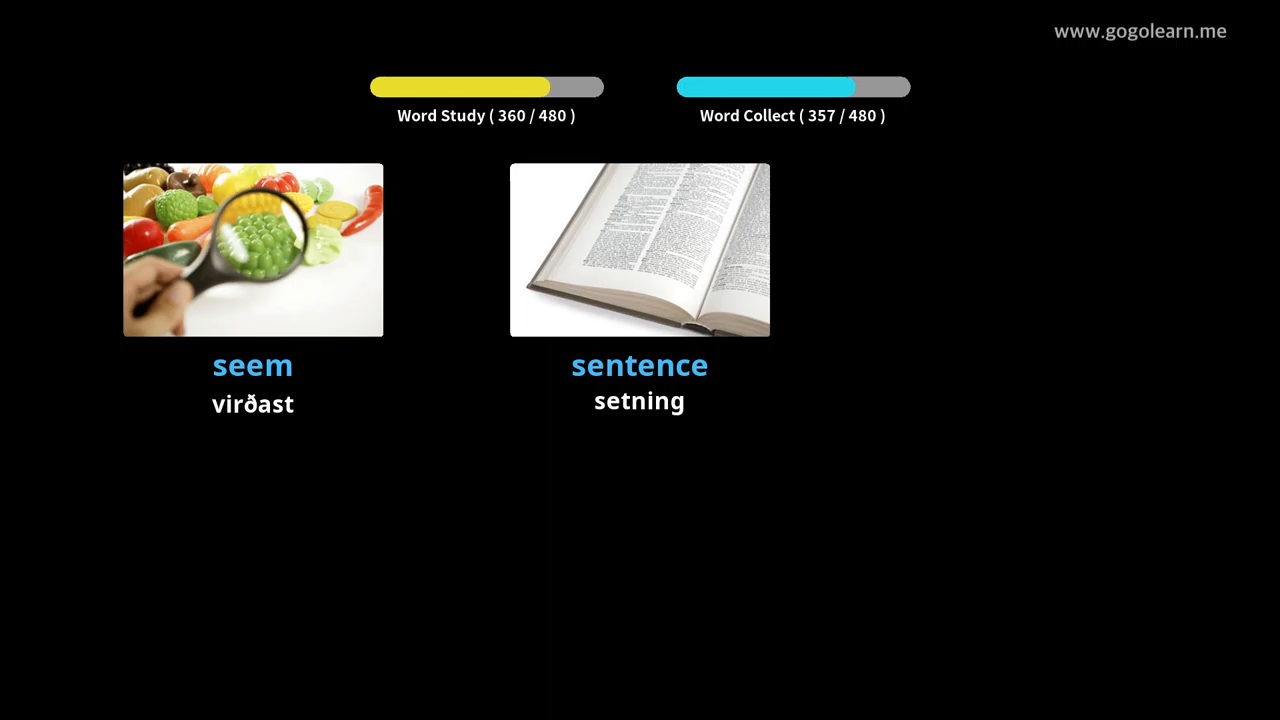 www.gogolearn.me
Word Study ( 360 / 480 )
Word Collect ( 357 / 480 )
seem
virðast
sentence
setning